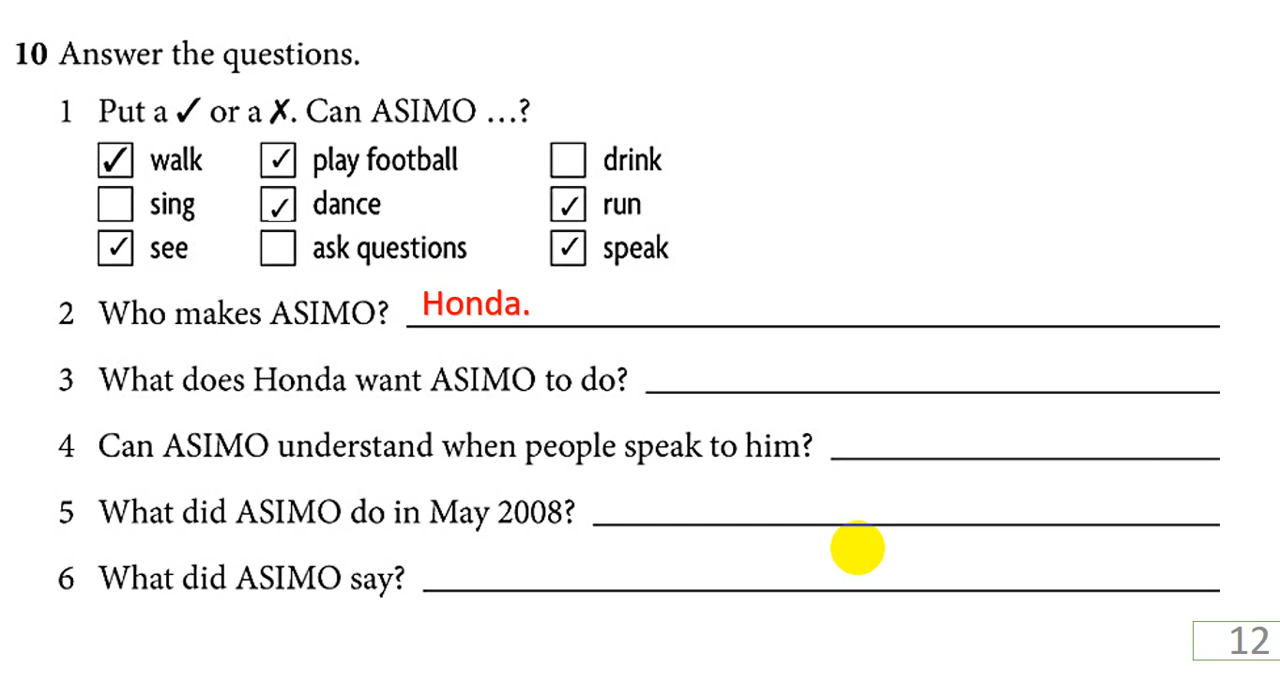 10 Answer the questions.
1 Put a ✓ or a ✗. Can ASIMO …?
✓ walk ✓ play football drink
sing ✓ dance ✓ run
✓ see ask questions ✓ speak
2 Who makes ASIMO? Honda.
3 What does Honda want ASIMO to do?
4 Can ASIMO understand when people speak to him?
5 What did ASIMO do in May 2008?
6 What did ASIMO say?
12